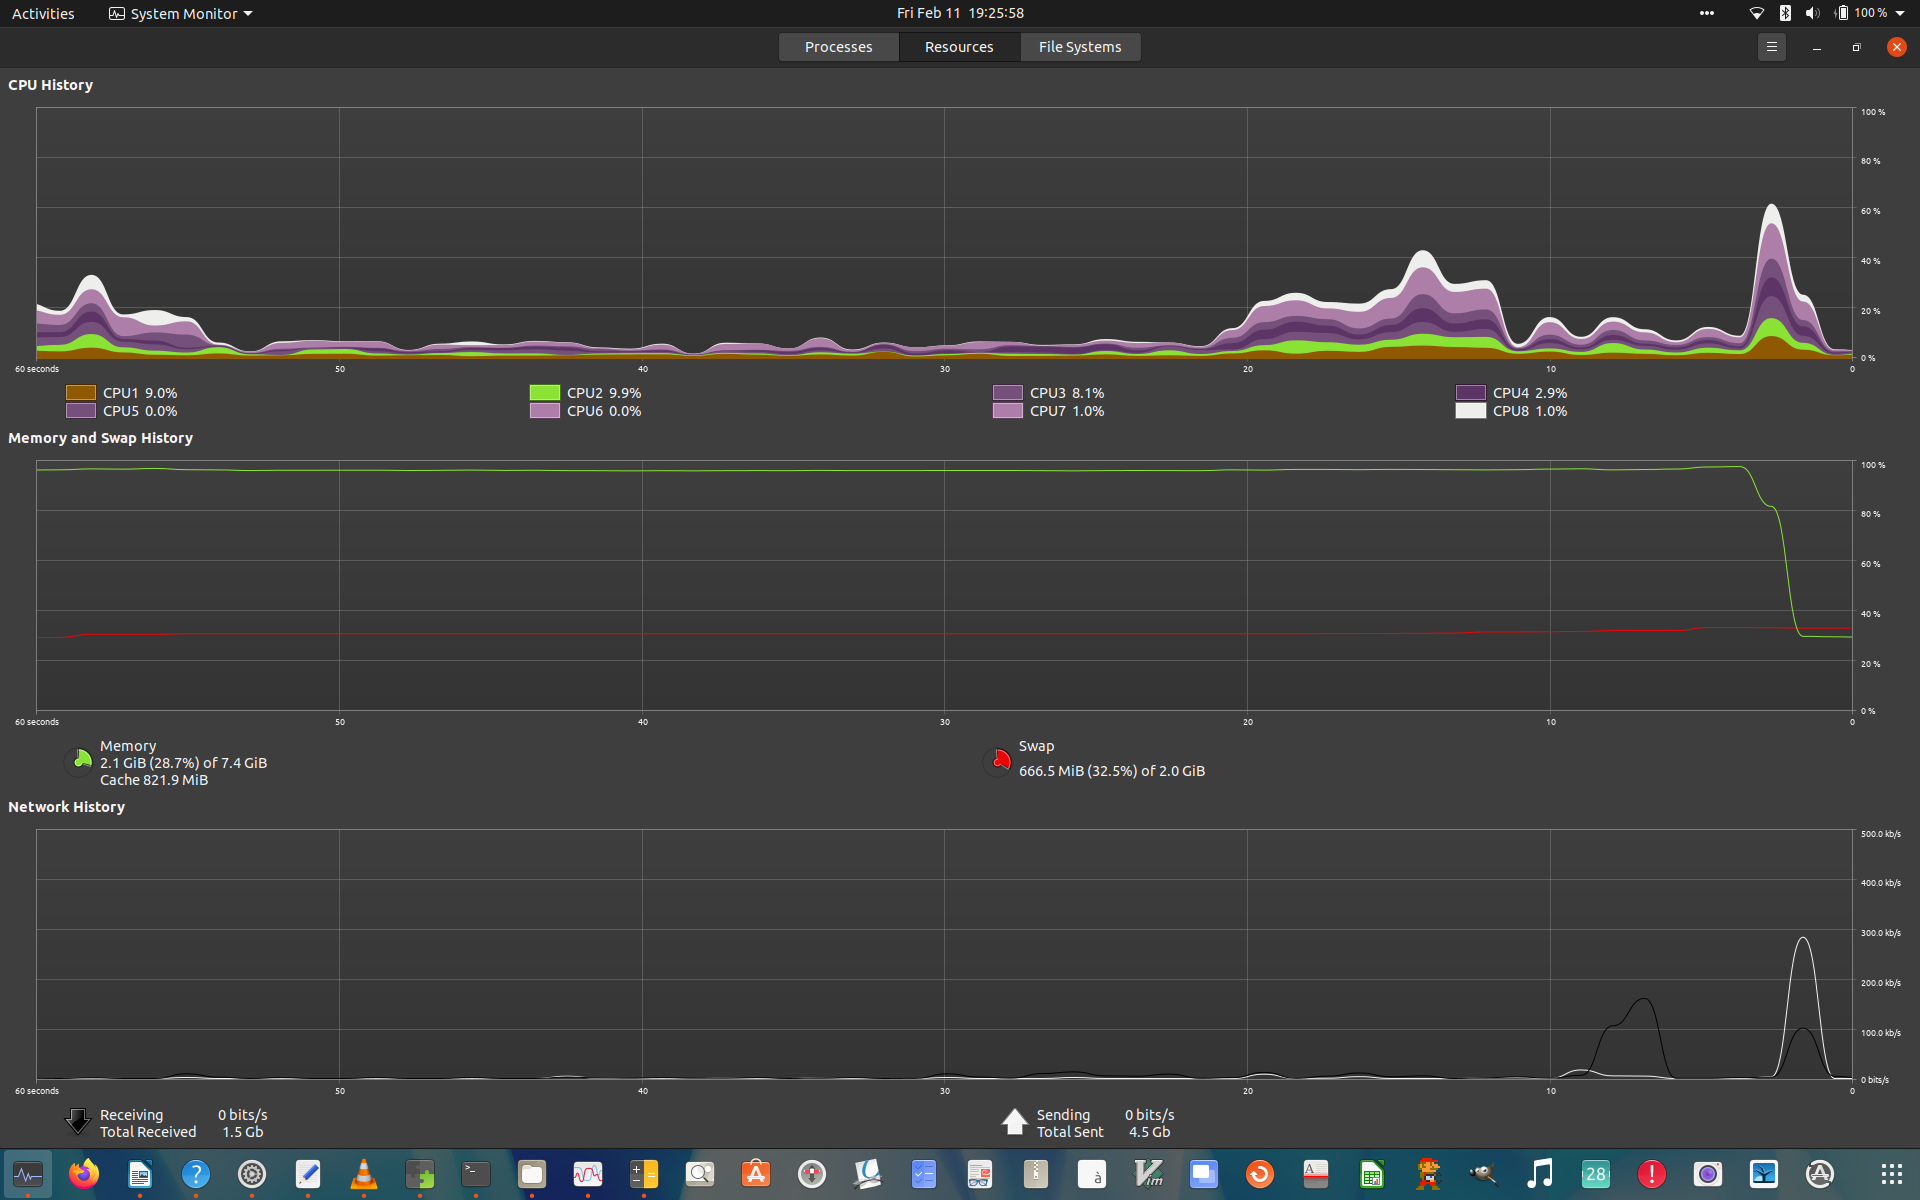 Activities System Monitor Fri Feb 11 19:25:58 100 %
Processes Resources File Systems
CPU History
100 %
80 %
60 %
40 %
20 %
0 %
60 seconds 50 40 30 20 10 0
CPU1 9.0% CPU2 9.9% CPU3 8.1% CPU4 2.9%
CPU5 0.0% CPU6 0.0% CPU7 1.0% CPU8 1.0%
Memory and Swap History
100 %
80 %
60 %
40 %
20 %
0 %
60 seconds 50 40 30 20 10 0
Memory Swap
2.1 GiB (28.7%) of 7.4 GiB 666.5 MiB (32.5%) of 2.0 GiB
Cache 821.9 MiB
Network History
500.0 kb/s
400.0 kb/s
300.0 kb/s
200.0 kb/s
100.0 kb/s
0 bits/s
60 seconds 50 40 30 20 10 0
Receiving 0 bits/s Sending 0 bits/s
Total Received 1.5 Gb Total Sent 4.5 Gb
? >_ A à Vim A 28 !